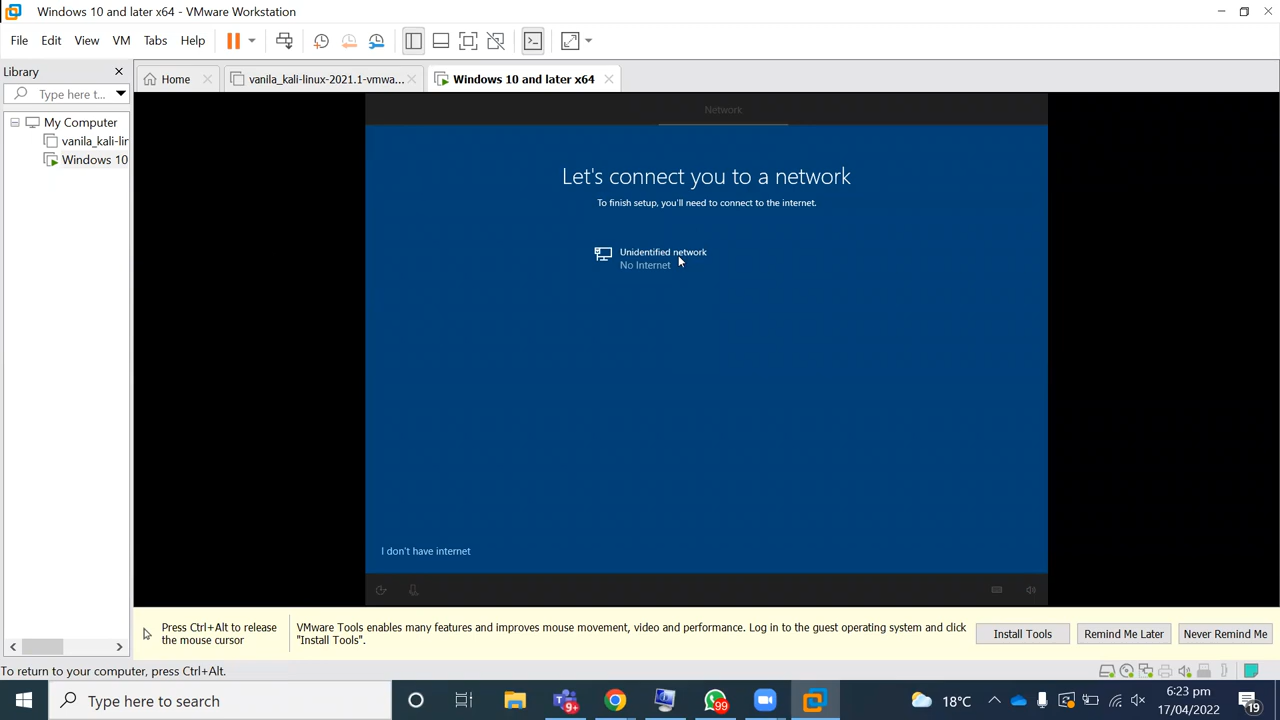 Windows 10 and later x64 - VMware Workstation
File Edit View VM Tabs Help
Library
Type here t...
My Computer
vanila_kali-lir
Windows 10
Home
vanila_kali-linux-2021.1-vmwa...
Windows 10 and later x64
Network
Let's connect you to a network
To finish setup, you'll need to connect to the internet.
Unidentified network
No Internet
I don't have internet
Press Ctrl+Alt to release
the mouse cursor
VMware Tools enables many features and improves mouse movement, video and performance. Log in to the guest operating system and click
"Install Tools".
Install Tools
Remind Me Later
Never Remind Me
To return to your computer, press Ctrl+Alt.
Type here to search
9+
99
18°C
6:23 pm
17/04/2022
19